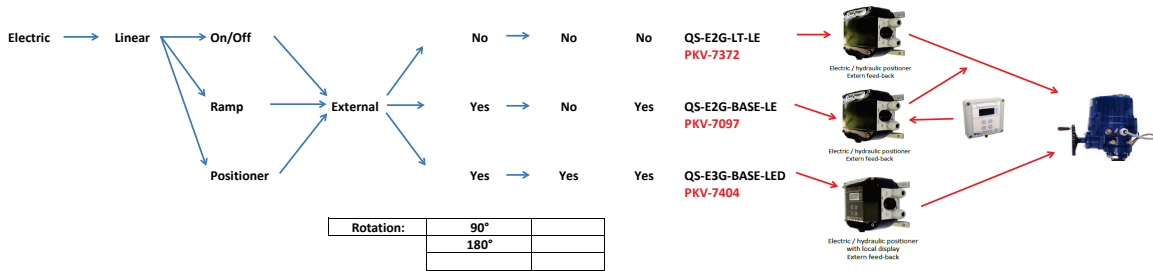 Electric Linear On/Off No No No QS-E2G-LT-LE
PKV-7372
Electric / hydraulic positioner
Extern feed-back
Ramp External Yes No Yes QS-E2G-BASE-LE
PKV-7097
Electric / hydraulic positioner
Extern feed-back
Positioner Yes Yes Yes QS-E3G-BASE-LED
PKV-7404
Electric / hydraulic positioner
with local display
Extern feed-back
Rotation: 90°
180°